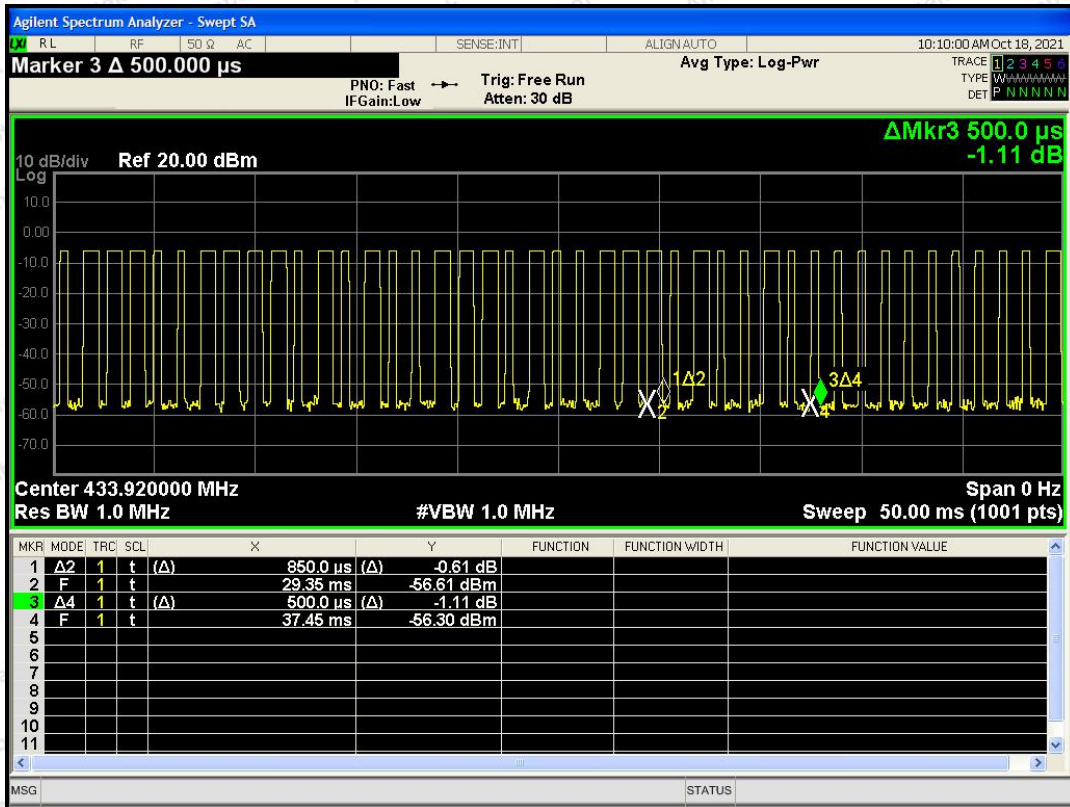 Agilent Spectrum Analyzer - Swept SA
LXI RL RF 50 Ω AC SENSE:INT ALIGN AUTO 10:10:00 AM Oct 18, 2021
Marker 3 Δ 500.000 µs
PNO: Fast
IFGain:Low
Trig: Free Run
Atten: 30 dB
Avg Type: Log-Pwr
TRACE 1 2 3 4 5 6
TYPE W
DET P N N N N N
ΔMkr3 500.0 µs
-1.11 dB
10 dB/div Ref 20.00 dBm
Log
10.0
0.00
-10.0
-20.0
-30.0
-40.0
-50.0
-60.0
-70.0
1Δ2
2
3Δ4
4
Center 433.920000 MHz Span 0 Hz
Res BW 1.0 MHz #VBW 1.0 MHz Sweep 50.00 ms (1001 pts)
MKR MODE TRC SCL X Y FUNCTION FUNCTION WIDTH FUNCTION VALUE
1 Δ2 1 t (Δ) 850.0 µs (Δ) -0.61 dB
2 F 1 t 29.35 ms -56.61 dBm
3 Δ4 1 t (Δ) 500.0 µs (Δ) -1.11 dB
4 F 1 t 37.45 ms -56.30 dBm
5
6
7
8
9
10
11
MSG STATUS